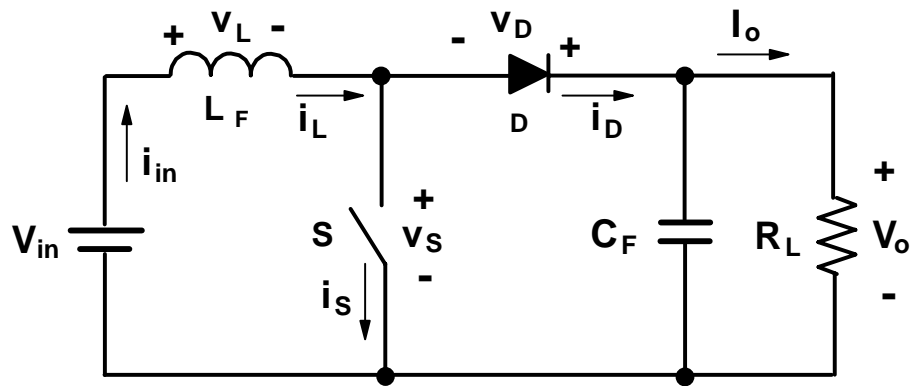 + v_L -
- v_D +
I_o
L_F
i_L
D
i_D
i_in
V_in
S
+
v_S
-
i_S
C_F
R_L
+
V_o
-